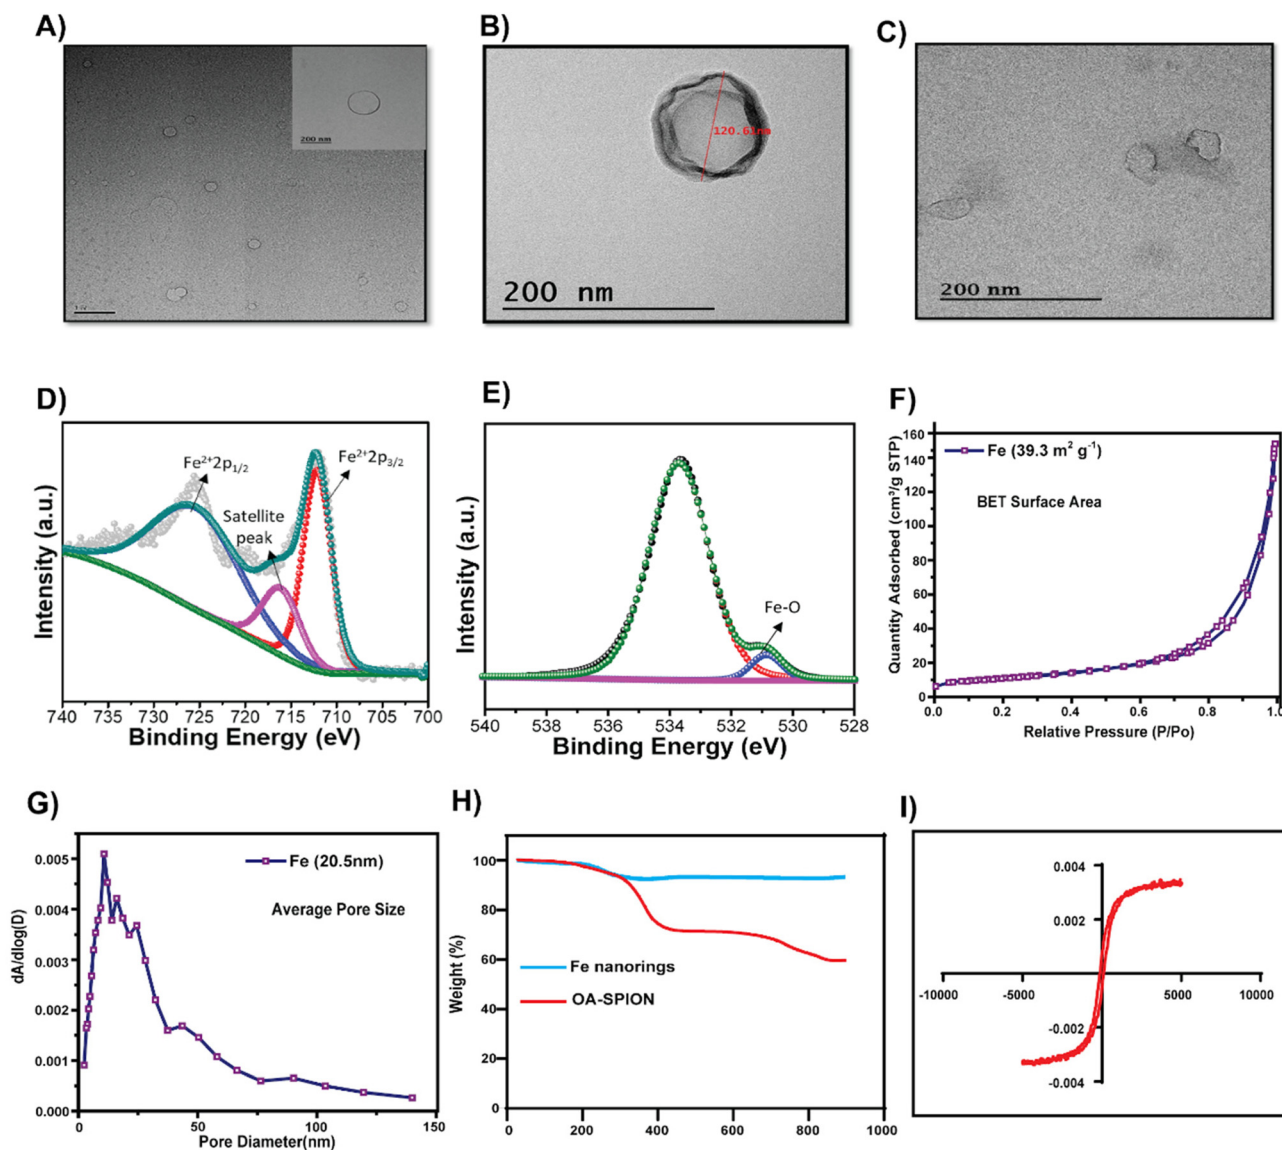 A)
200 nm
B)
120.63nm
200 nm
C)
200 nm
D)
Fe²⁺2p₁/₂
Fe²⁺2p₃/₂
Satellite
peak
Intensity (a.u.)
740 735 730 725 720 715 710 705 700
Binding Energy (eV)
E)
Fe-O
Intensity (a.u.)
540 538 536 534 532 530 528
Binding Energy (eV)
F)
Fe (39.3 m² g⁻¹)
BET Surface Area
Quantity Adsorbed (cm³/g STP)
160
140
120
100
80
60
40
20
0
0.0 0.2 0.4 0.6 0.8 1.0
Relative Pressure (P/Po)
G)
Fe (20.5nm)
Average Pore Size
dA/dlog(D)
0.005
0.004
0.003
0.002
0.001
0.000
0 50 100 150
Pore Diameter(nm)
H)
Weight (%)
100
80
60
40
20
0
Fe nanorings
OA-SPION
0 200 400 600 800 1000
I)
0.004
0.002
-10000 -5000 5000 10000
-0.002
-0.004